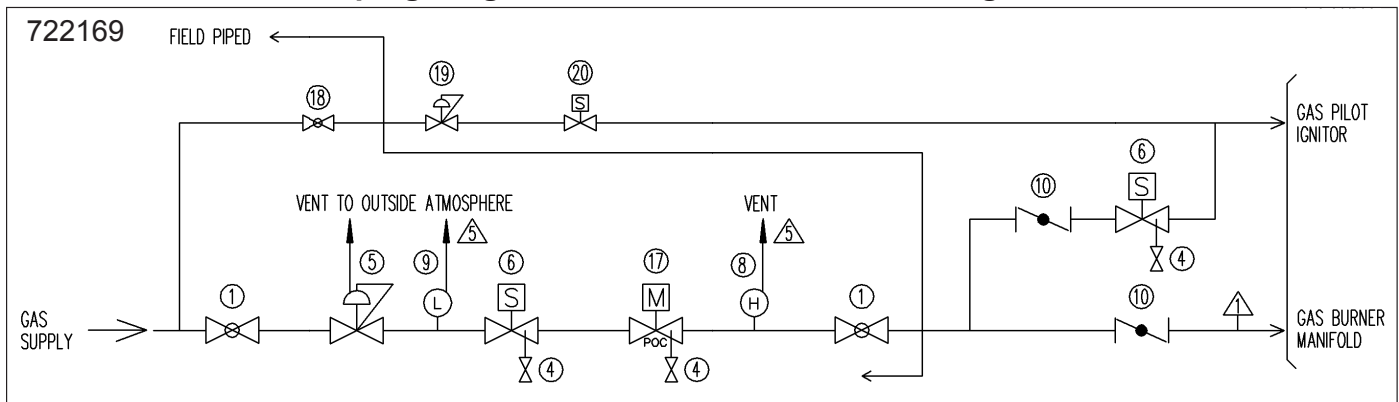 722169
FIELD PIPED
19
20
18
GAS PILOT
IGNITOR
6
S
S
10
VENT TO OUTSIDE ATMOSPHERE
VENT
5
5
4
5
9
6
17
8
1
L
S
M
H
1
10
1
GAS
SUPPLY
POC
GAS BURNER
MANIFOLD
4
4